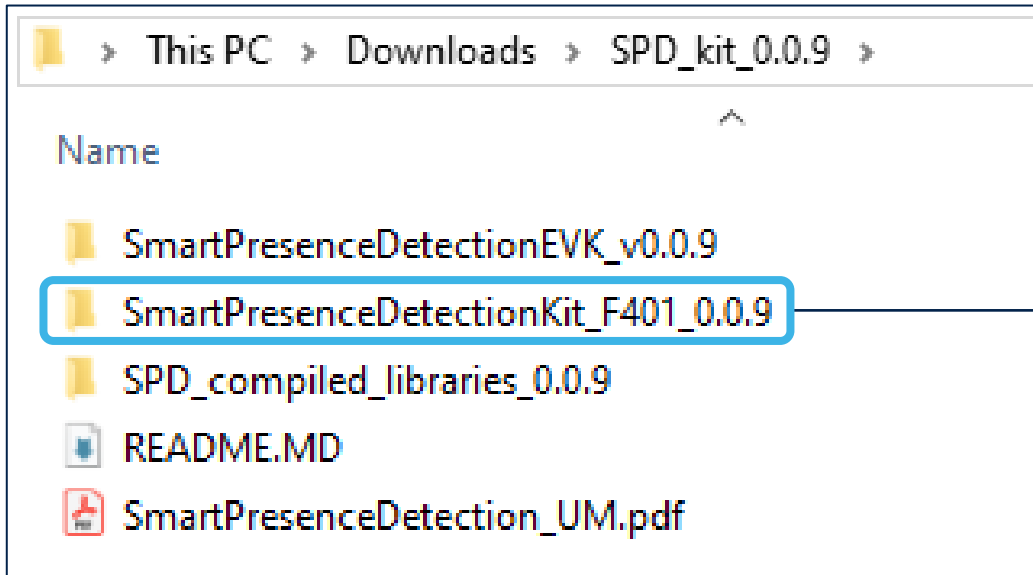 This PC > Downloads > SPD_kit_0.0.9 >
Name
SmartPresenceDetectionEVK_v0.0.9
SmartPresenceDetectionKit_F401_0.0.9
SPD_compiled_libraries_0.0.9
README.MD
SmartPresenceDetection_UM.pdf